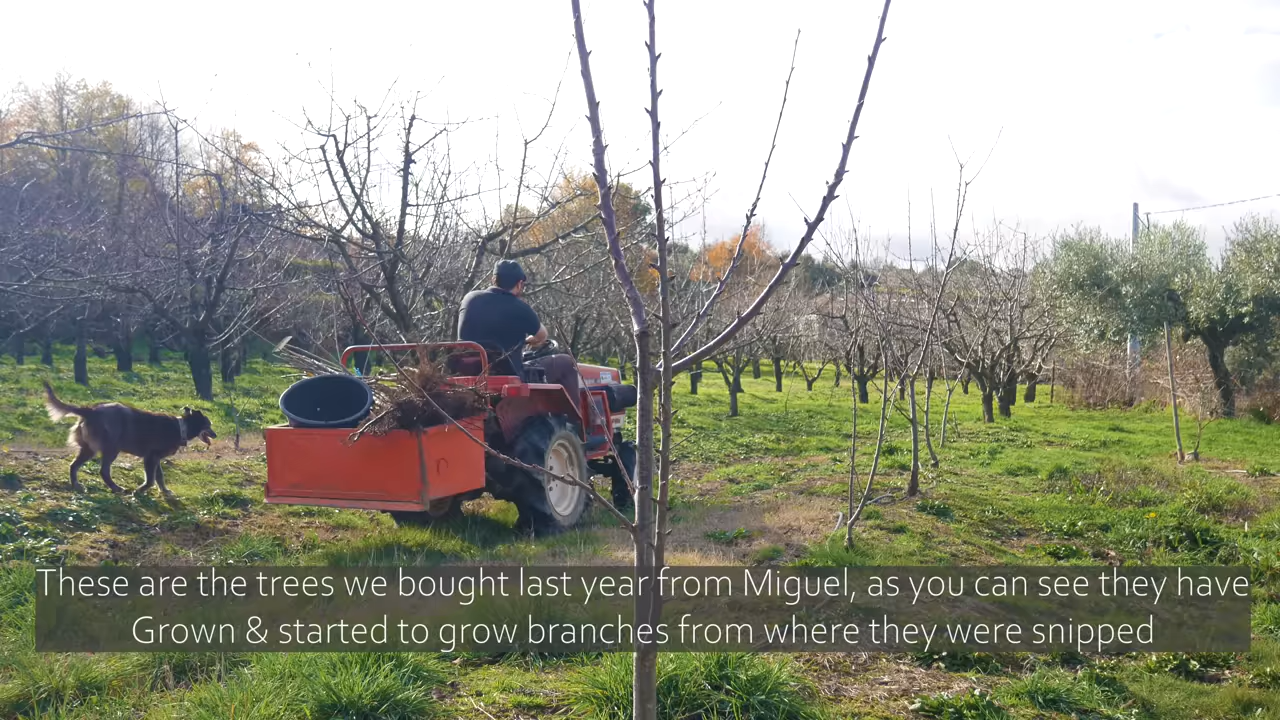 These are the trees we bought last year from Miguel, as you can see they have
Grown & started to grow branches from where they were snipped